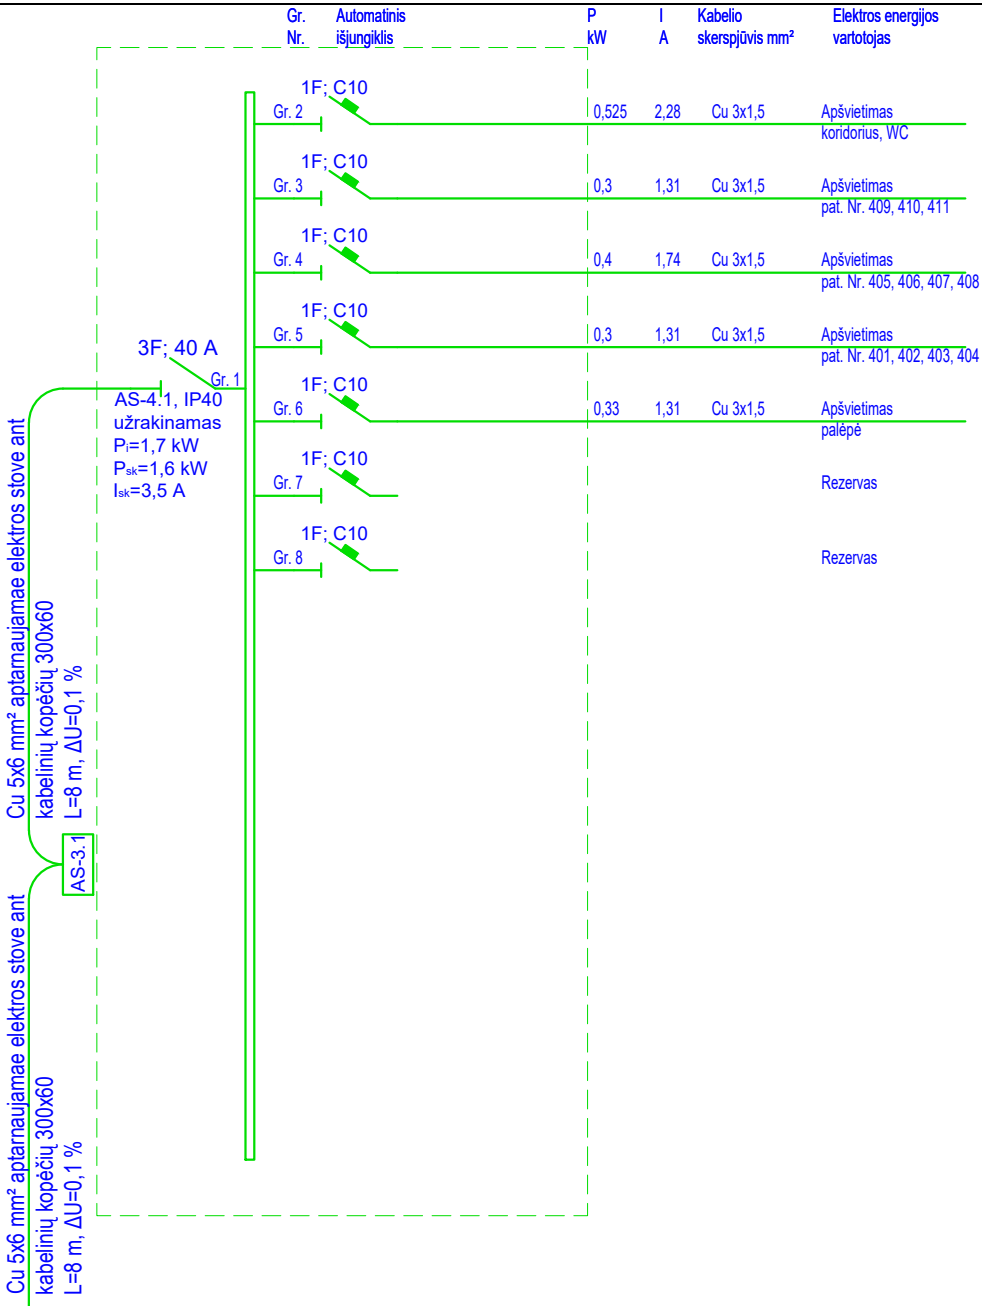 Gr. Automatinis P I Kabelio Elektros energijos
Nr. išjungiklis kW A skerspjūvis mm² vartotojas
1F; C10
Gr. 2 0,525 2,28 Cu 3x1,5 Apšvietimas
koridorius, WC
1F; C10
Gr. 3 0,3 1,31 Cu 3x1,5 Apšvietimas
pat. Nr. 409, 410, 411
1F; C10
Gr. 4 0,4 1,74 Cu 3x1,5 Apšvietimas
pat. Nr. 405, 406, 407, 408
1F; C10
Gr. 5 0,3 1,31 Cu 3x1,5 Apšvietimas
pat. Nr. 401, 402, 403, 404
3F; 40 A
Gr. 1
AS-4.1, IP40
užrakinamas
Pi=1,7 kW
Psk=1,6 kW
Isk=3,5 A
1F; C10
Gr. 6 0,33 1,31 Cu 3x1,5 Apšvietimas
palėpė
1F; C10
Gr. 7 Rezervas
1F; C10
Gr. 8 Rezervas
Cu 5x6 mm² aptarnaujamae elektros stove ant
kabelinių kopėčių 300x60
L=8 m, ΔU=0,1 %
AS-3.1
Cu 5x6 mm² aptarnaujamae elektros stove ant
kabelinių kopėčių 300x60
L=8 m, ΔU=0,1 %